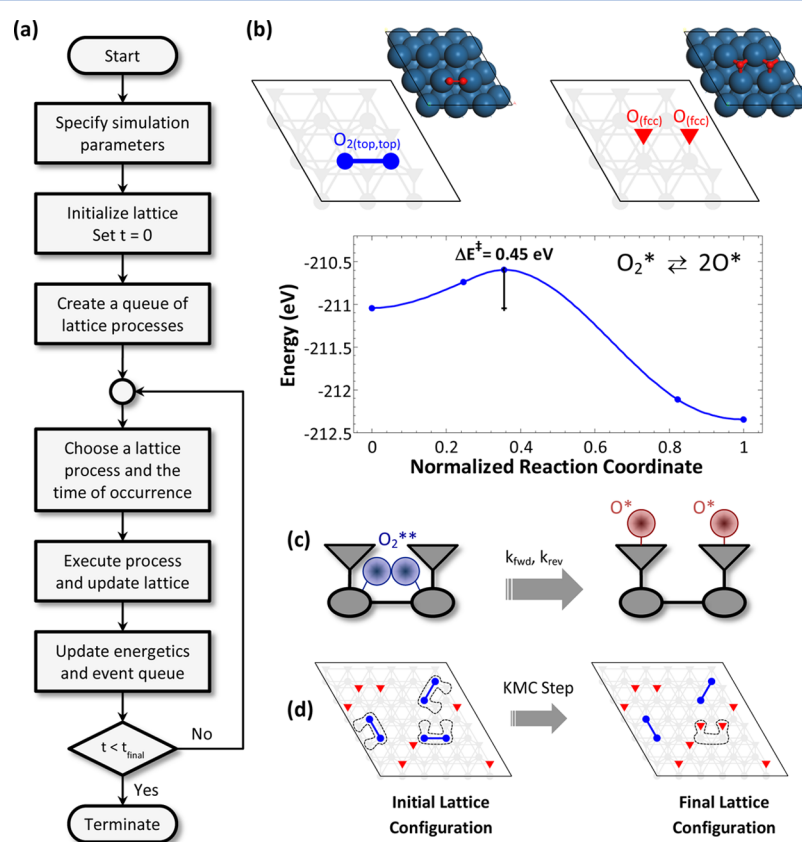 (a)
Start
Specify simulation
parameters
Initialize lattice
Set t = 0
Create a queue of
lattice processes
Choose a lattice
process and the
time of occurrence
Execute process
and update lattice
Update energetics
and event queue
t < t_final
No
Yes
Terminate
(b)
O2(top,top)
O(fcc) O(fcc)
ΔE‡= 0.45 eV
O2* ⇄ 2O*
Energy (eV)
-210.5
-211
-211.5
-212
-212.5
0 0.2 0.4 0.6 0.8 1
Normalized Reaction Coordinate
(c)
O2**
k_fwd, k_rev
O* O*
(d)
KMC Step
Initial Lattice
Configuration
Final Lattice
Configuration